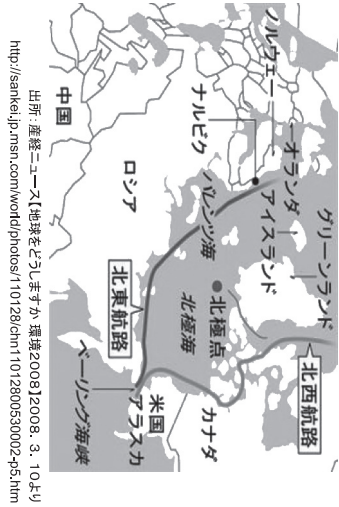 グリーンランド
北西航路
オランダ
アイスランド
北極点
カナダ
ノルウェー
北極海
米国
アラスカ
バレンツ海
ナルビク
北東航路
ベーリング海峡
ロシア
中国
出所：産経ニュース【地球をどうしますか 環境2008】2008. 3. 10より
http://sankei.jp.msn.com/world/photos/110128/chn11012800530002-p5.htm